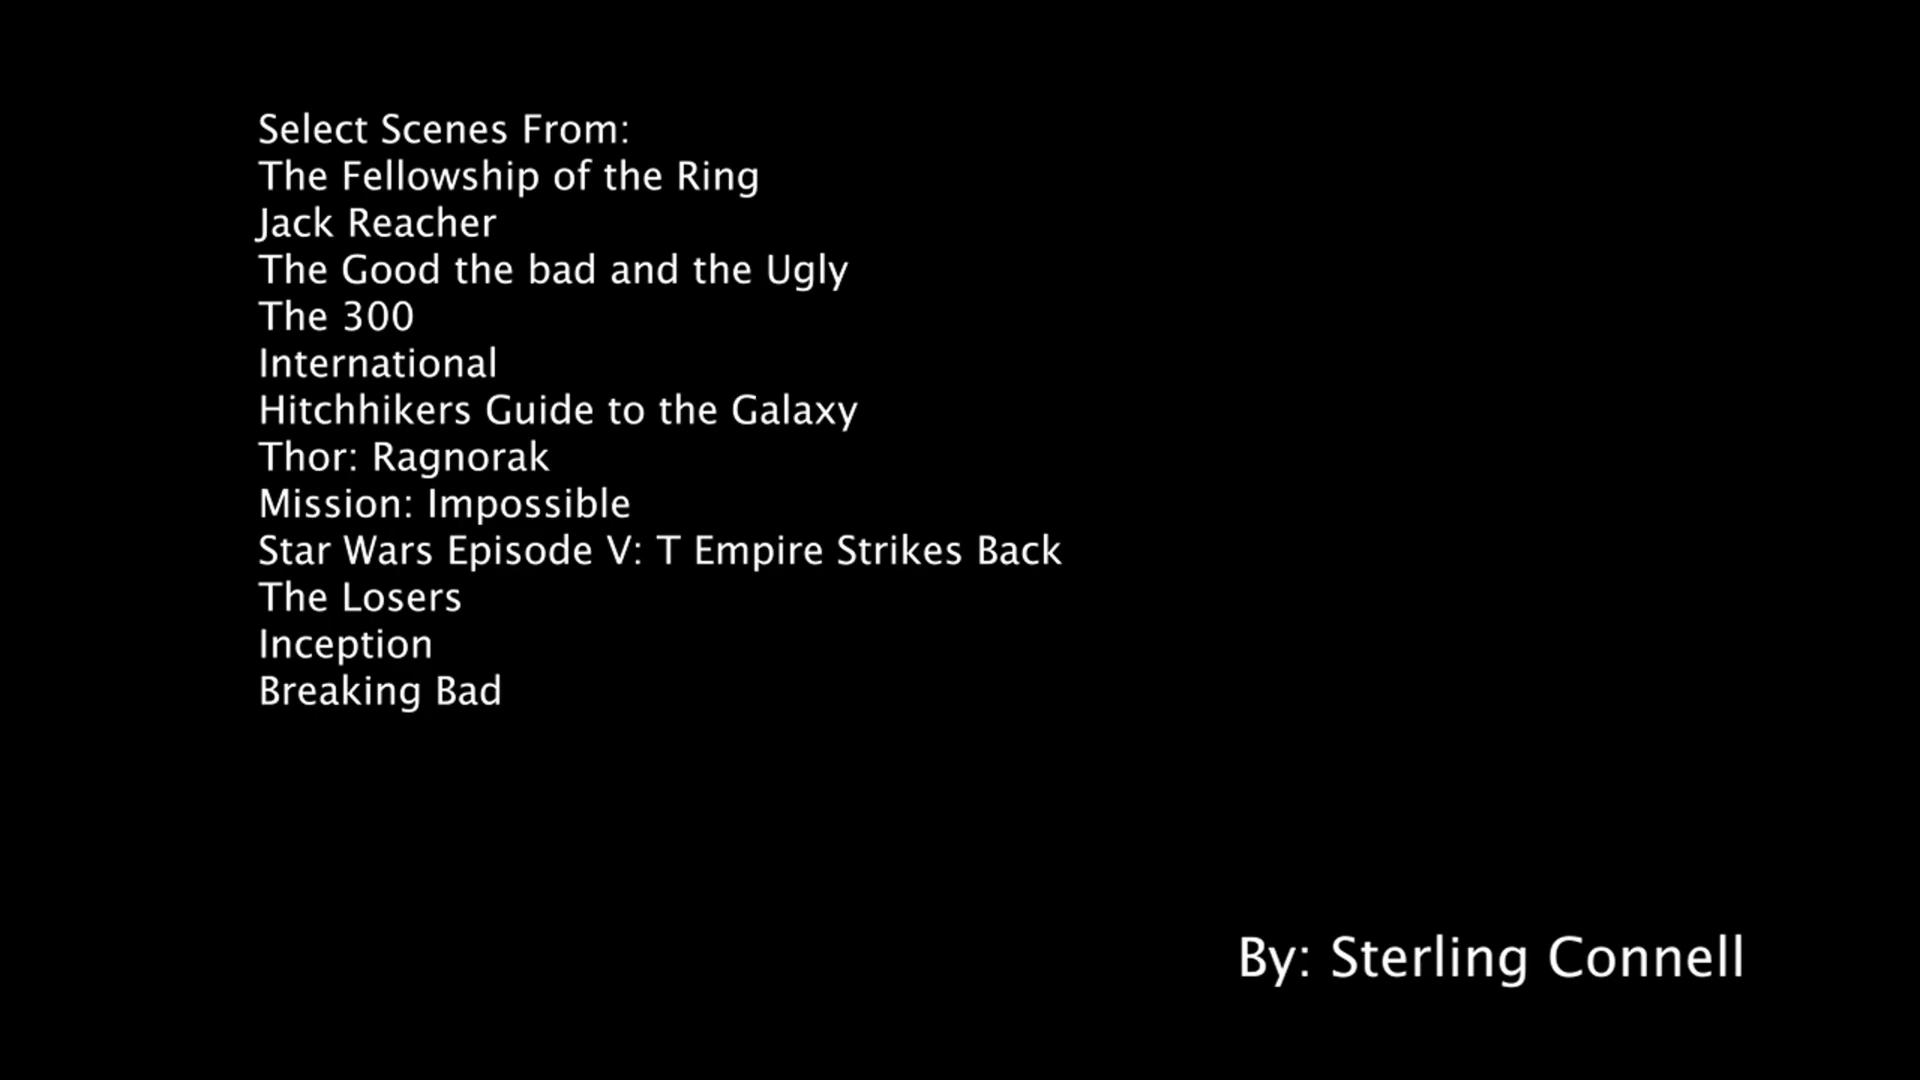 Select Scenes From:
The Fellowship of the Ring
Jack Reacher
The Good the bad and the Ugly
The 300
International
Hitchhikers Guide to the Galaxy
Thor: Ragnorak
Mission: Impossible
Star Wars Episode V: T Empire Strikes Back
The Losers
Inception
Breaking Bad
By: Sterling Connell